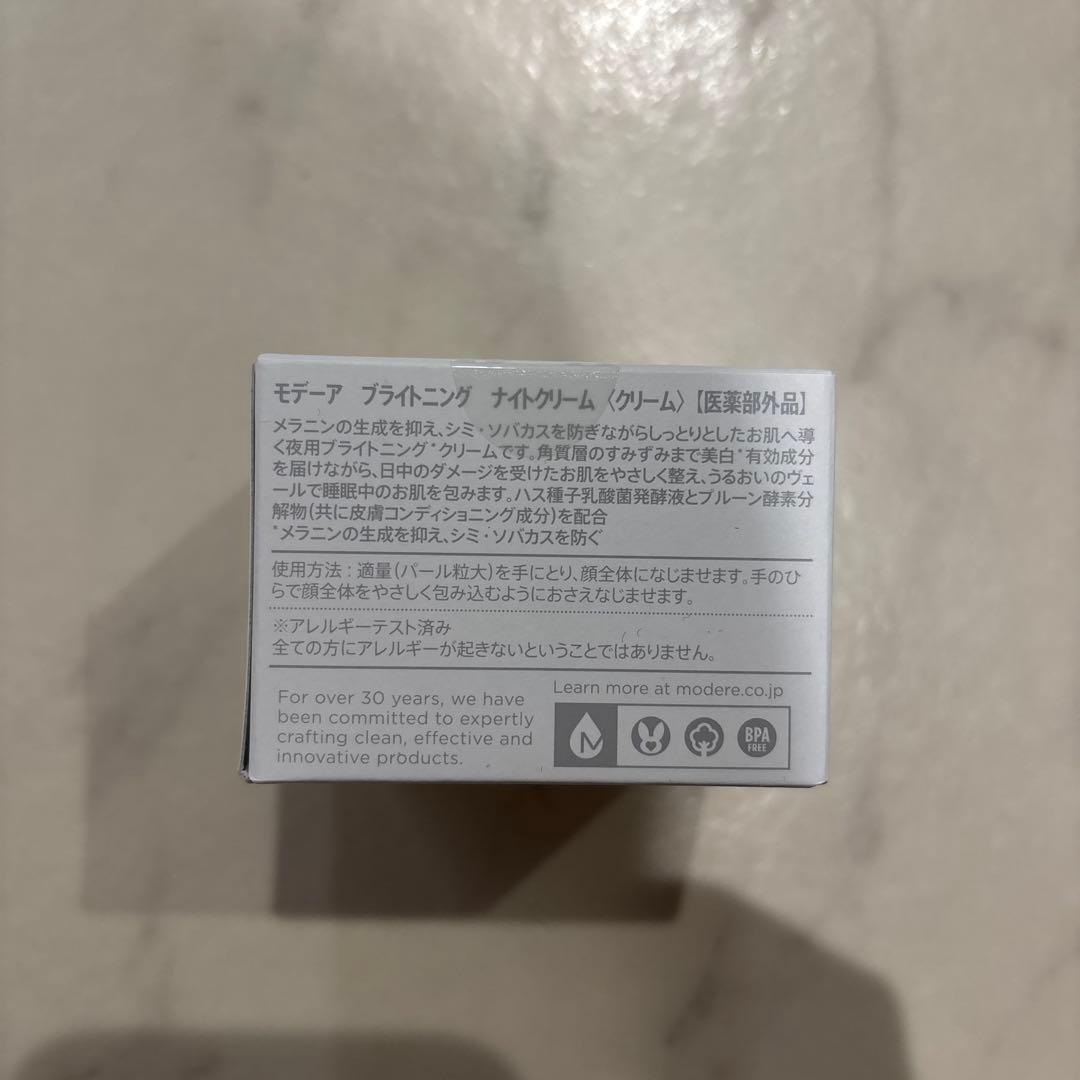 モデーア　ブライトニング　ナイトクリーム〈クリーム〉【医薬部外品】
メラニンの生成を抑え、シミ・ソバカスを防ぎながらしっとりとしたお肌へ導
く夜用ブライトニング*クリームです。角質層のすみずみまで美白*有効成分
を届けながら、日中のダメージを受けたお肌をやさしく整え、うるおいのヴェ
ールで睡眠中のお肌を包みます。ハス種子乳酸菌発酵液とプルーン酵素分
解物(共に皮膚コンディショニング成分)を配合
*メラニンの生成を抑え、シミ・ソバカスを防ぐ
使用方法：適量(パール粒大)を手にとり、顔全体になじませます。手のひ
らで顔全体をやさしく包み込むようにおさえなじませます。
※アレルギーテスト済み
全ての方にアレルギーが起きないということではありません。
For over 30 years, we have
been committed to expertly
crafting clean, effective and
innovative products.
Learn more at modere.co.jp
BPA
FREE